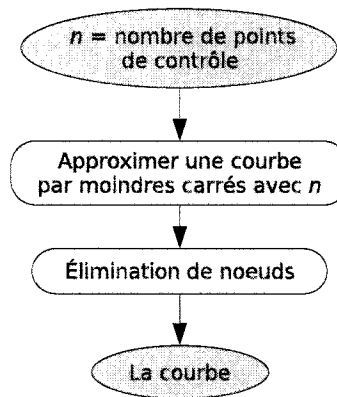 n = nombre de points
de contrôle
Approximer une courbe
par moindres carrés avec n
Élimination de noeuds
La courbe